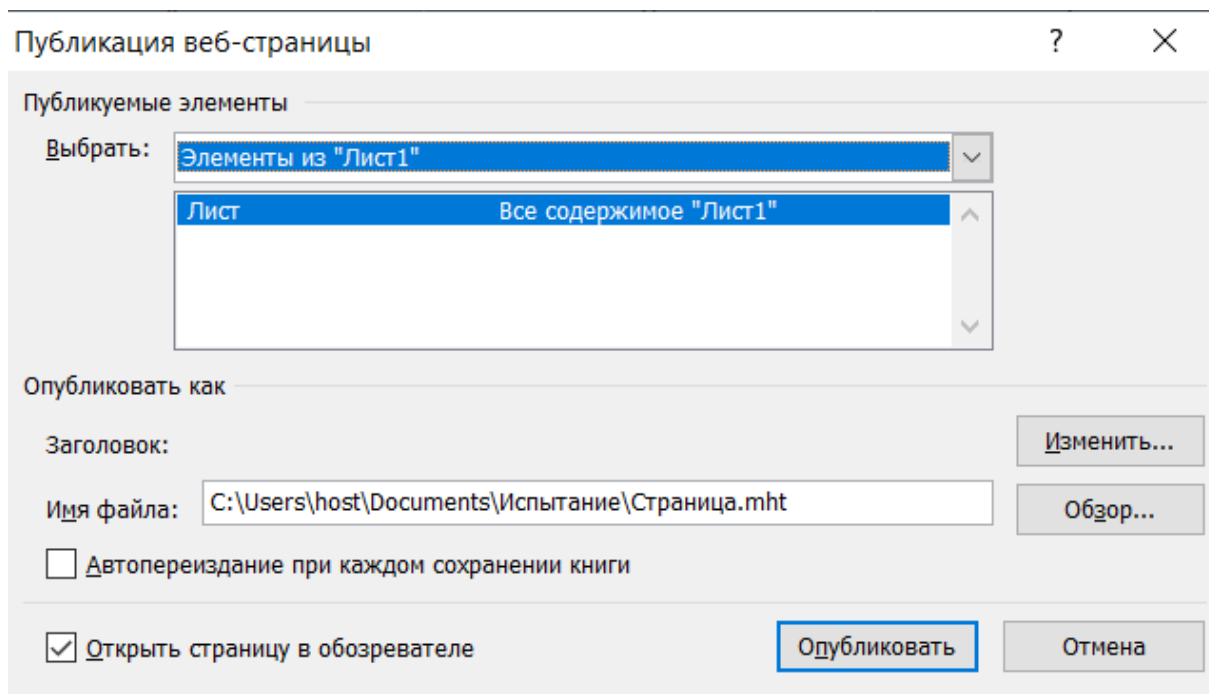 Публикация веб-страницы ?
Публикуемые элементы
Выбрать: Элементы из "Лист1"
Лист Все содержимое "Лист1"
Опубликовать как
Заголовок: Изменить...
Имя файла: C:\Users\host\Documents\Испытание\Страница.mht Обзор...
Автопереиздание при каждом сохранении книги
Открыть страницу в обозревателе Опубликовать Отмена